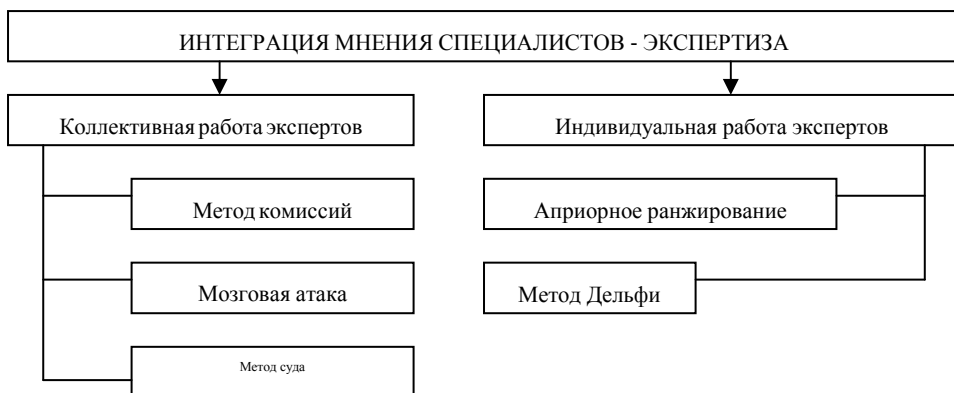 ИНТЕГРАЦИЯ МНЕНИЯ СПЕЦИАЛИСТОВ - ЭКСПЕРТИЗА
Коллективная работа экспертов
Индивидуальная работа экспертов
Метод комиссий
Априорное ранжирование
Мозговая атака
Метод Дельфи
Метод суда